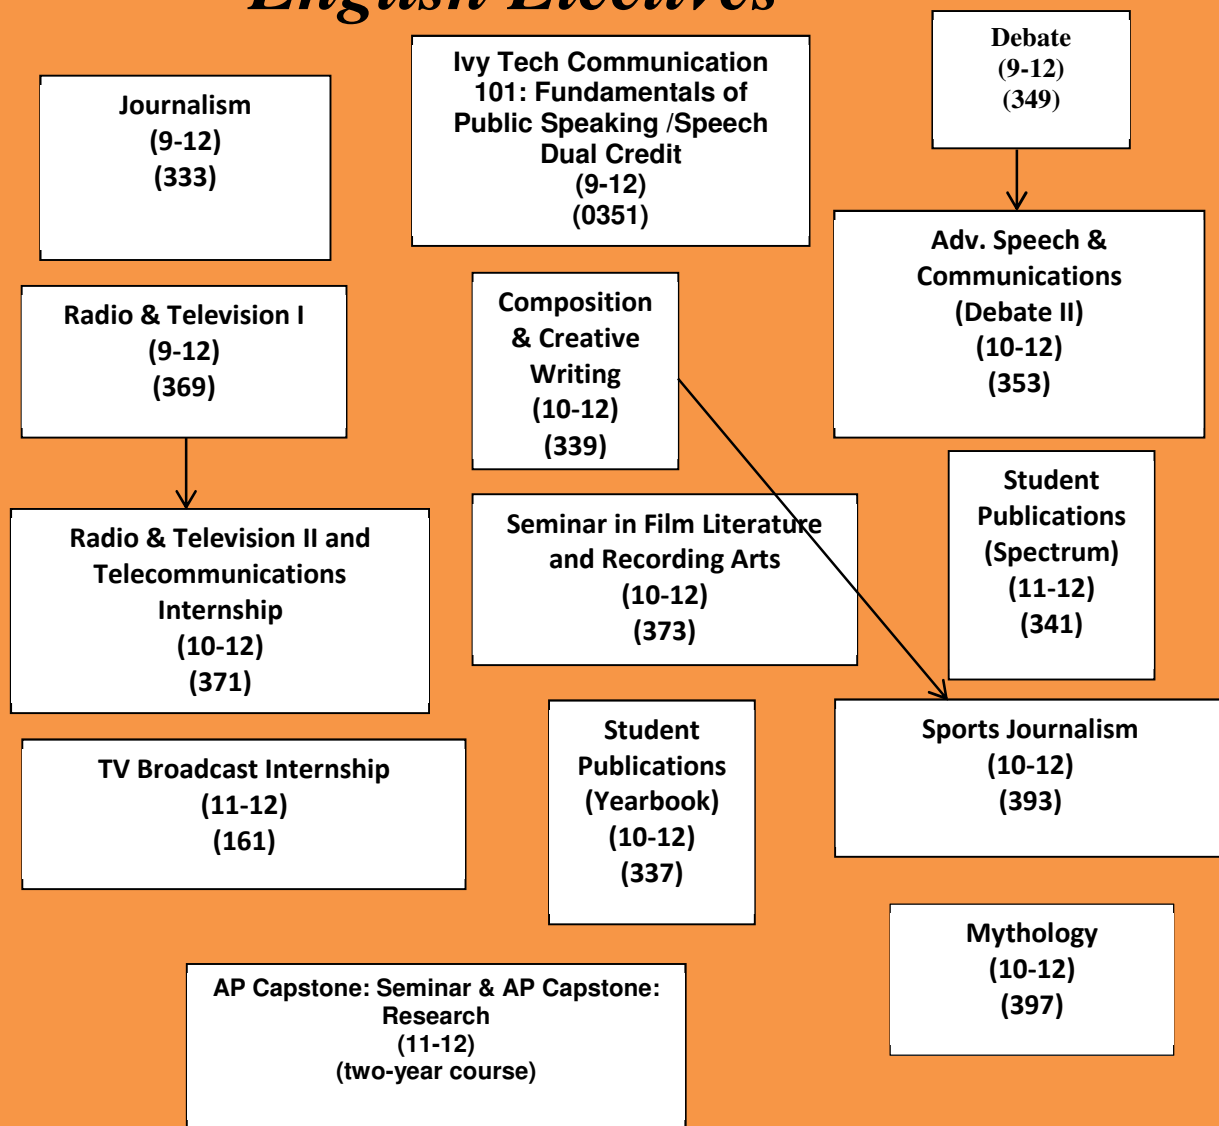 English Electives
Journalism
(9-12)
(333)
Ivy Tech Communication
101: Fundamentals of
Public Speaking /Speech
Dual Credit
(9-12)
(0351)
Debate
(9-12)
(349)
Radio & Television I
(9-12)
(369)
Composition
& Creative
Writing
(10-12)
(339)
Adv. Speech &
Communications
(Debate II)
(10-12)
(353)
Radio & Television II and
Telecommunications
Internship
(10-12)
(371)
Seminar in Film Literature
and Recording Arts
(10-12)
(373)
Student
Publications
(Spectrum)
(11-12)
(341)
TV Broadcast Internship
(11-12)
(161)
Student
Publications
(Yearbook)
(10-12)
(337)
Sports Journalism
(10-12)
(393)
Mythology
(10-12)
(397)
AP Capstone: Seminar & AP Capstone:
Research
(11-12)
(two-year course)